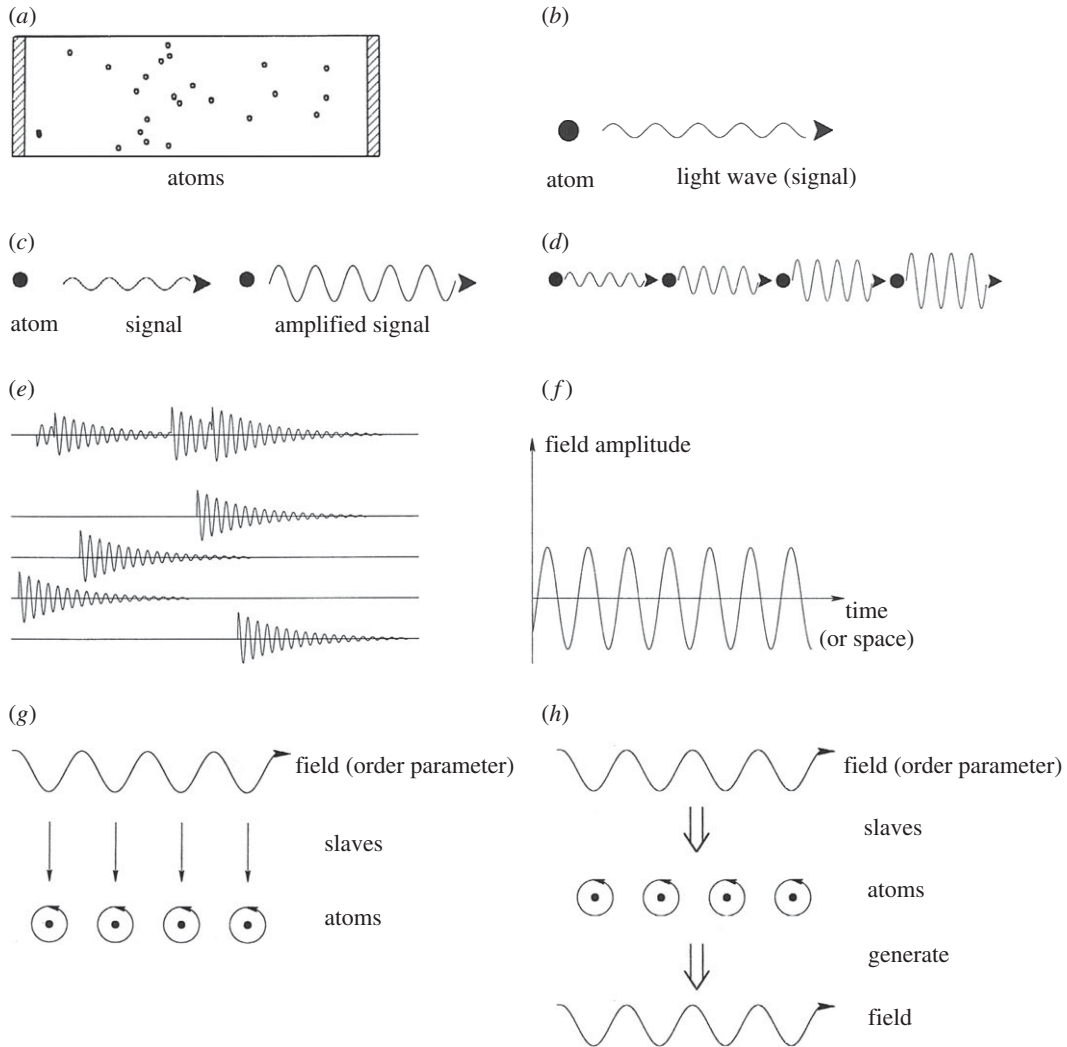 (a)
atoms
(b)
atom
light wave (signal)
(c)
atom
signal
amplified signal
(d)
(e)
(f)
field amplitude
time
(or space)
(g)
field (order parameter)
slaves
atoms
(h)
field (order parameter)
slaves
atoms
generate
field